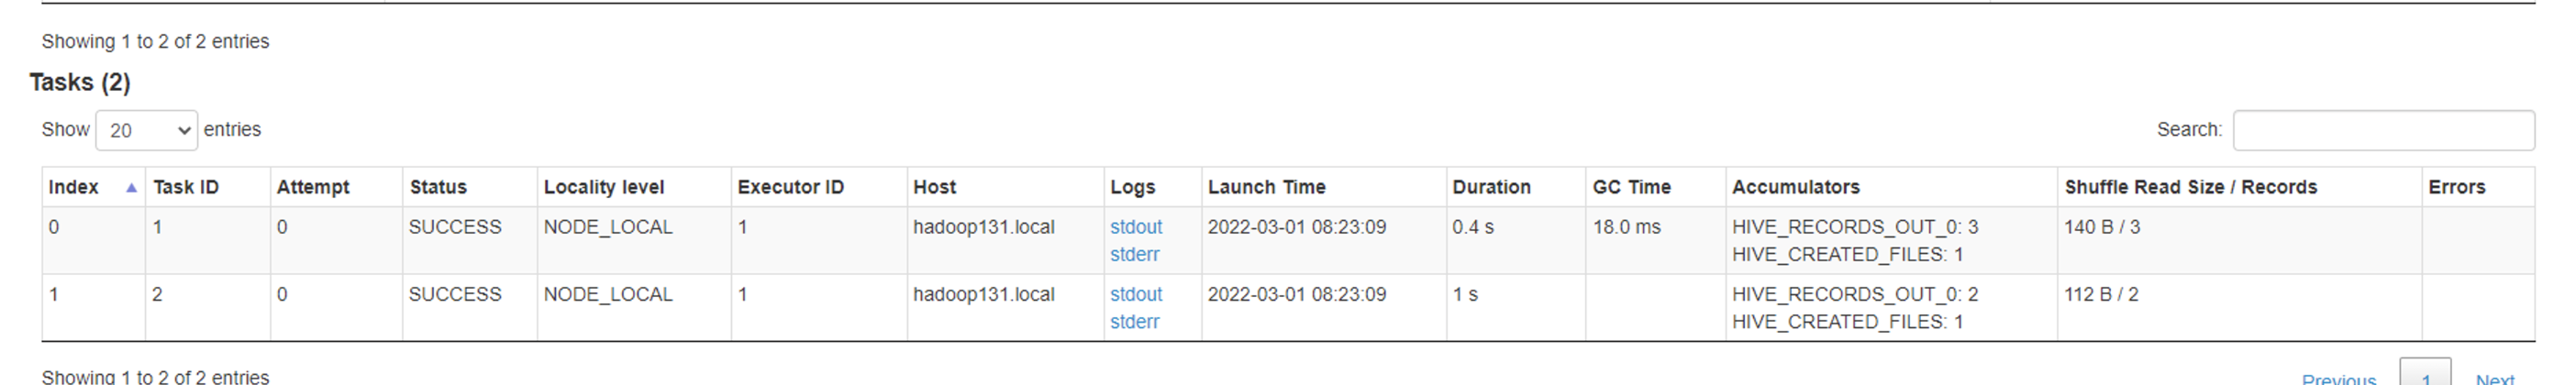 Showing 1 to 2 of 2 entries
Tasks (2)
Show 20 entries Search:
Index Task ID Attempt Status Locality level Executor ID Host Logs Launch Time Duration GC Time Accumulators Shuffle Read Size / Records Errors
0 1 0 SUCCESS NODE_LOCAL 1 hadoop131.local stdout 2022-03-01 08:23:09 0.4 s 18.0 ms HIVE_RECORDS_OUT_0: 3 140 B / 3
stderr HIVE_CREATED_FILES: 1
1 2 0 SUCCESS NODE_LOCAL 1 hadoop131.local stdout 2022-03-01 08:23:09 1 s HIVE_RECORDS_OUT_0: 2 112 B / 2
stderr HIVE_CREATED_FILES: 1
Showing 1 to 2 of 2 entries Previous 1 Next